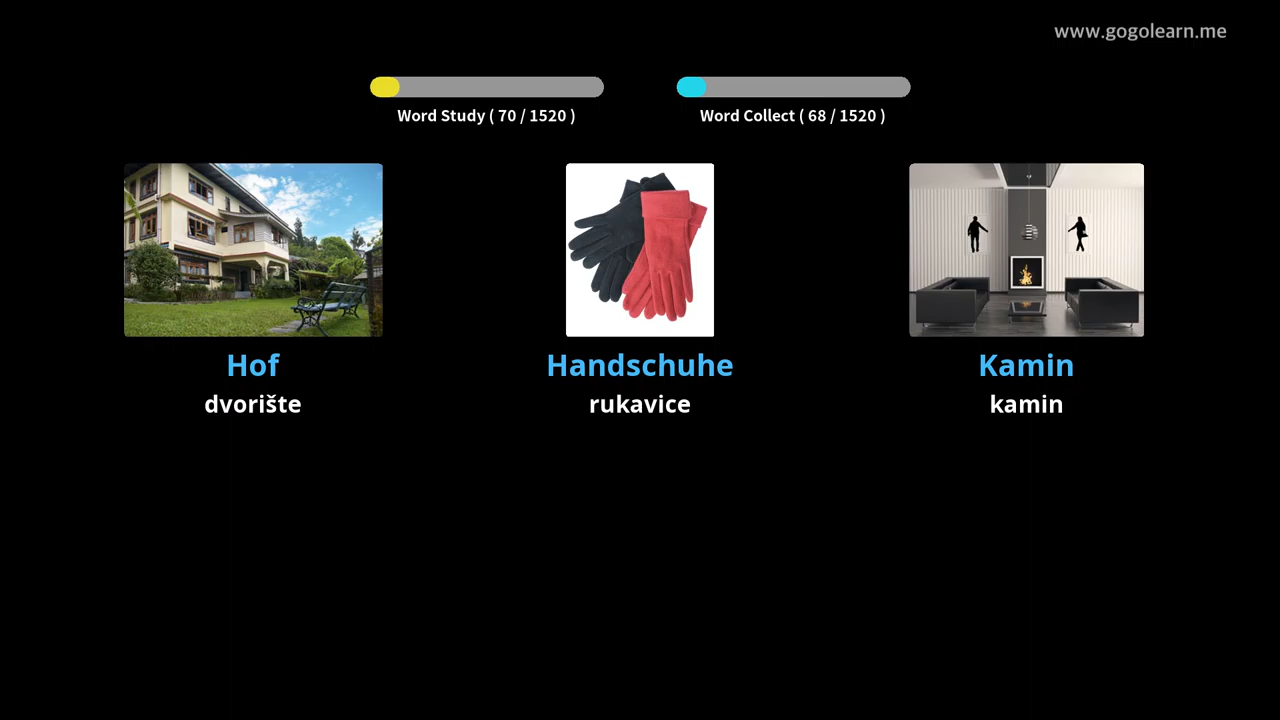 www.gogolearn.me
Word Study ( 70 / 1520 )
Word Collect ( 68 / 1520 )
Hof
dvorište
Handschuhe
rukavice
Kamin
kamin